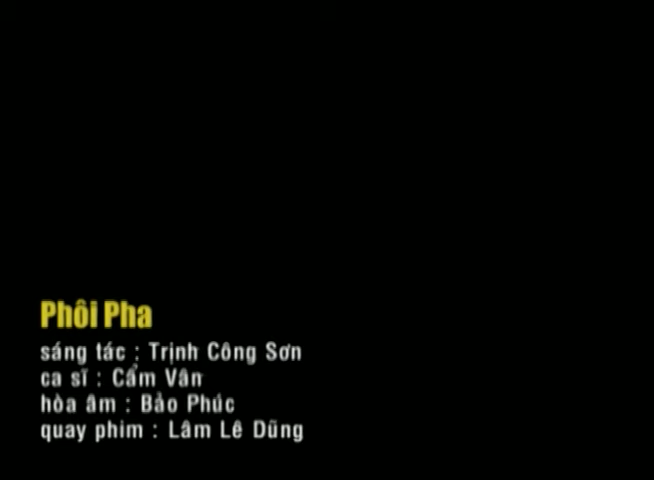 Phôi Pha
sáng tác : Trịnh Công Sơn
ca sĩ : Cẩm Vân
hòa âm : Bảo Phúc
quay phim : Lâm Lê Dũng